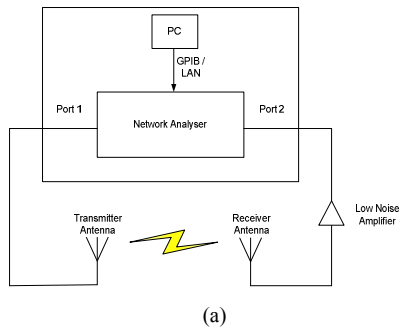 PC
GPIB /
LAN
Port 1
Network Analyser
Port 2
Transmitter
Antenna
Receiver
Antenna
Low Noise
Amplifier
(a)